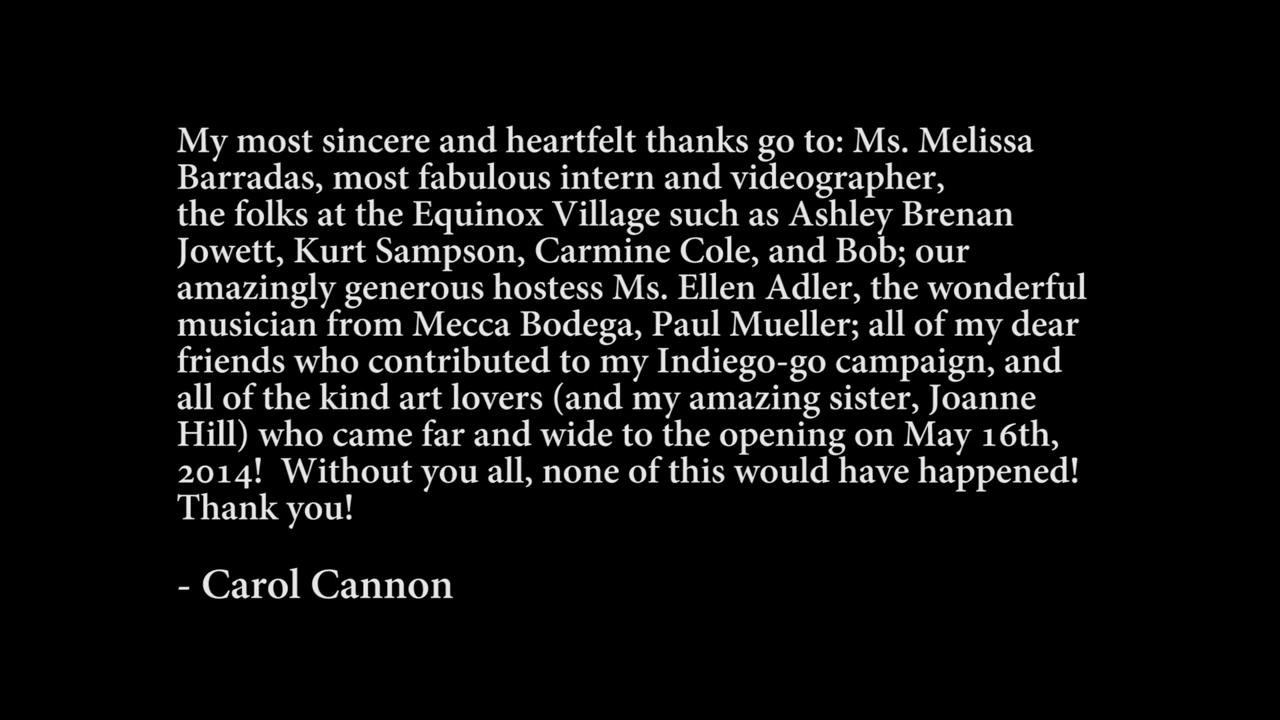 My most sincere and heartfelt thanks go to: Ms. Melissa
Barradas, most fabulous intern and videographer,
the folks at the Equinox Village such as Ashley Brenan
Jowett, Kurt Sampson, Carmine Cole, and Bob; our
amazingly generous hostess Ms. Ellen Adler, the wonderful
musician from Mecca Bodega, Paul Mueller; all of my dear
friends who contributed to my Indiego-go campaign, and
all of the kind art lovers (and my amazing sister, Joanne
Hill) who came far and wide to the opening on May 16th,
2014!  Without you all, none of this would have happened!
Thank you!
- Carol Cannon